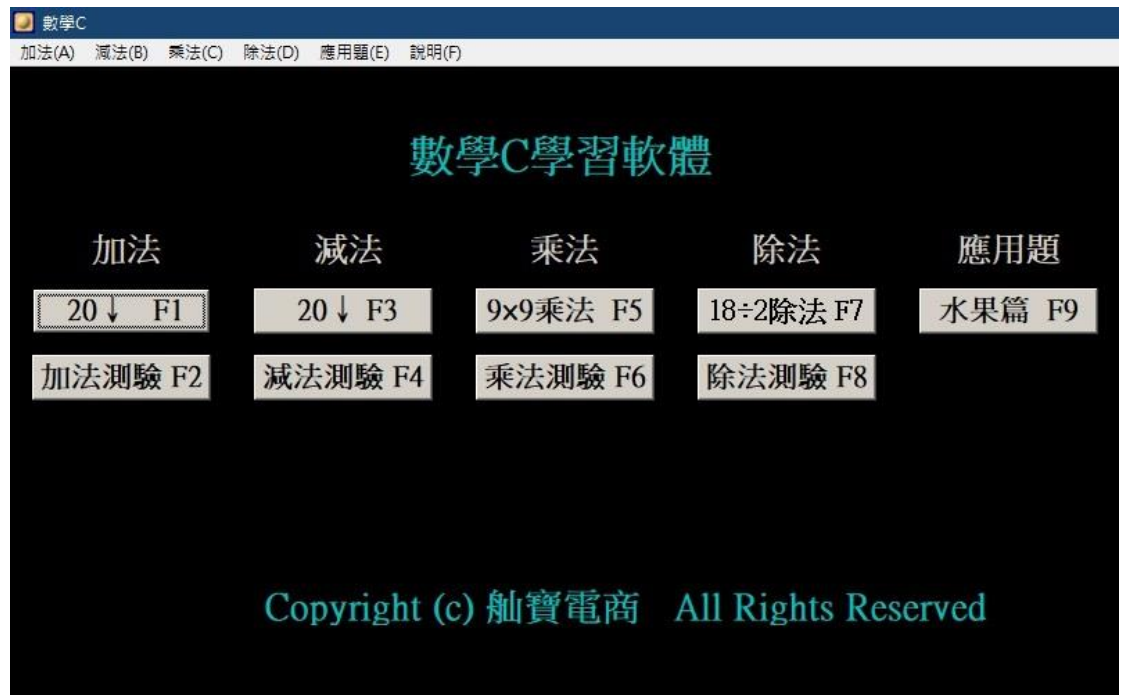 數學C
加法(A) 減法(B) 乘法(C) 除法(D) 應用題(E) 說明(F)
數學C學習軟體
加法 減法 乘法 除法 應用題
20↓ F1 20↓ F3 9×9乘法 F5 18÷2除法 F7 水果篇 F9
加法測驗 F2 減法測驗 F4 乘法測驗 F6 除法測驗 F8
Copyright (c) 舢寶電商 All Rights Reserved